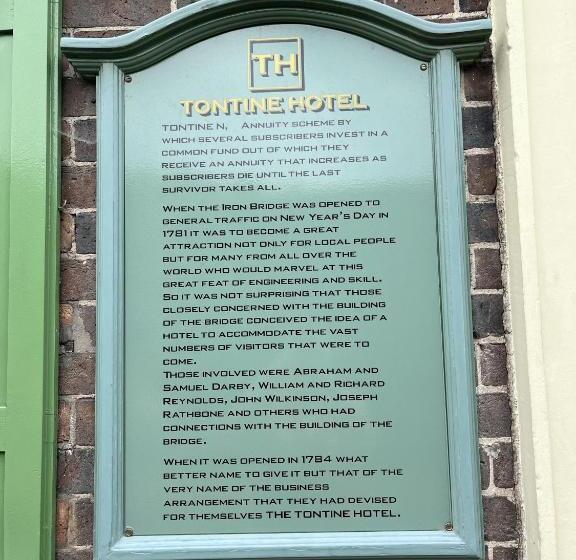 TH
TONTINE HOTEL
TONTINE N, ANNUITY SCHEME BY
WHICH SEVERAL SUBSCRIBERS INVEST IN A
COMMON FUND OUT OF WHICH THEY
RECEIVE AN ANNUITY THAT INCREASES AS
SUBSCRIBERS DIE UNTIL THE LAST
SURVIVOR TAKES ALL.
WHEN THE IRON BRIDGE WAS OPENED TO
GENERAL TRAFFIC ON NEW YEAR'S DAY IN
1781 IT WAS TO BECOME A GREAT
ATTRACTION NOT ONLY FOR LOCAL PEOPLE
BUT FOR MANY FROM ALL OVER THE
WORLD WHO WOULD MARVEL AT THIS
GREAT FEAT OF ENGINEERING AND SKILL.
SO IT WAS NOT SURPRISING THAT THOSE
CLOSELY CONCERNED WITH THE BUILDING
OF THE BRIDGE CONCEIVED THE IDEA OF A
HOTEL TO ACCOMMODATE THE VAST
NUMBERS OF VISITORS THAT WERE TO
COME.
THOSE INVOLVED WERE ABRAHAM AND
SAMUEL DARBY, WILLIAM AND RICHARD
REYNOLDS, JOHN WILKINSON, JOSEPH
RATHBONE AND OTHERS WHO HAD
CONNECTIONS WITH THE BUILDING OF THE
BRIDGE.
WHEN IT WAS OPENED IN 1784 WHAT
BETTER NAME TO GIVE IT BUT THAT OF THE
VERY NAME OF THE BUSINESS
ARRANGEMENT THAT THEY HAD DEVISED
FOR THEMSELVES THE TONTINE HOTEL.